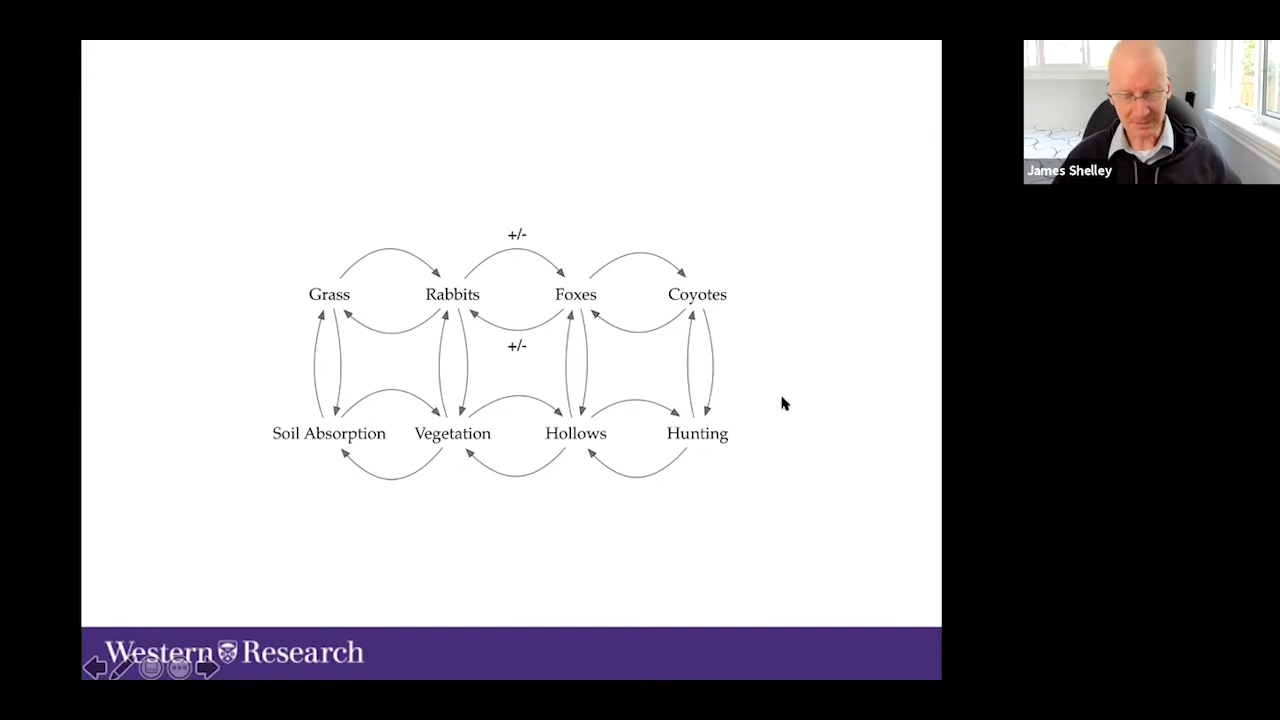 James Shelley
+/-
Grass Rabbits Foxes Coyotes
+/-
Soil Absorption Vegetation Hollows Hunting
Western Research